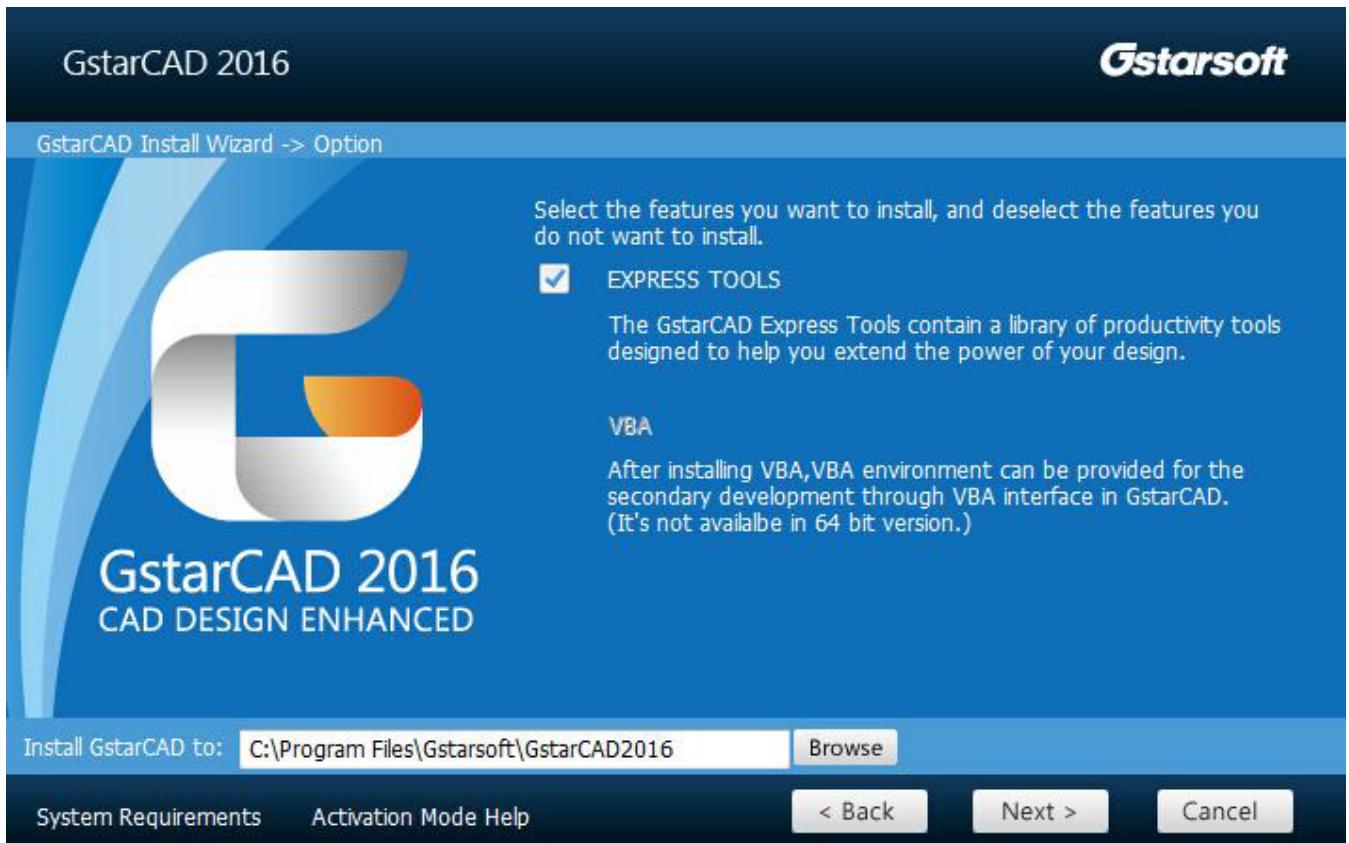 GstarCAD 2016
Gstarsoft
GstarCAD Install Wizard -> Option
Select the features you want to install, and deselect the features you
do not want to install.
EXPRESS TOOLS
The GstarCAD Express Tools contain a library of productivity tools
designed to help you extend the power of your design.
VBA
After installing VBA,VBA environment can be provided for the
secondary development through VBA interface in GstarCAD.
(It's not availalbe in 64 bit version.)
GstarCAD 2016
CAD DESIGN ENHANCED
Install GstarCAD to: C:\Program Files\Gstarsoft\GstarCAD2016 Browse
System Requirements Activation Mode Help < Back Next > Cancel